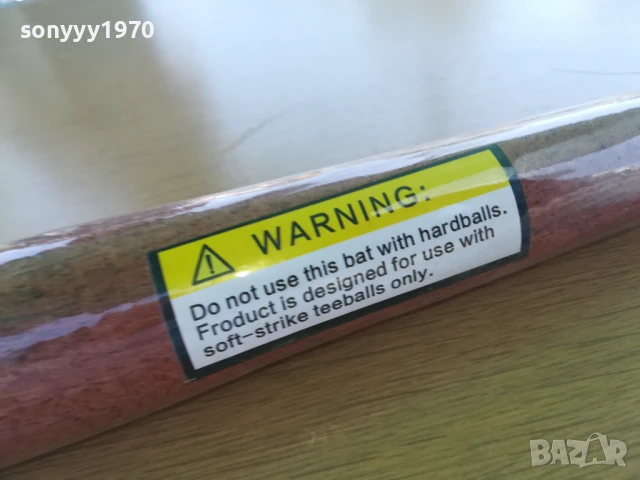 sonyyy1970
WARNING:
Do not use this bat with hardballs.
Froduct is designed for use with
soft-strike teeballs only.
BAZAR